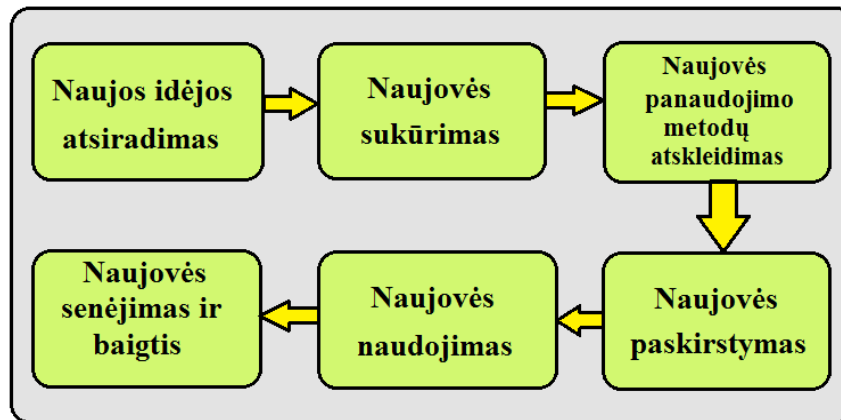 Naujos idėjos
atsiradimas
Naujovės
sukūrimas
Naujovės
panaudojimo
metodų
atskleidimas
Naujovės
paskirstymas
Naujovės
naudojimas
Naujovės
senėjimas ir
baigtis